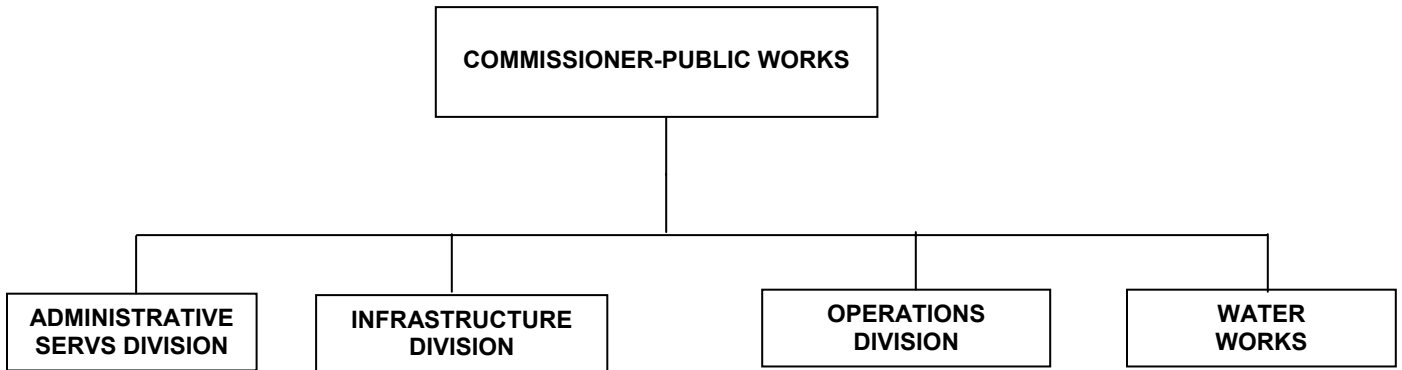 COMMISSIONER-PUBLIC WORKS
ADMINISTRATIVE
SERVS DIVISION
INFRASTRUCTURE
DIVISION
OPERATIONS
DIVISION
WATER
WORKS